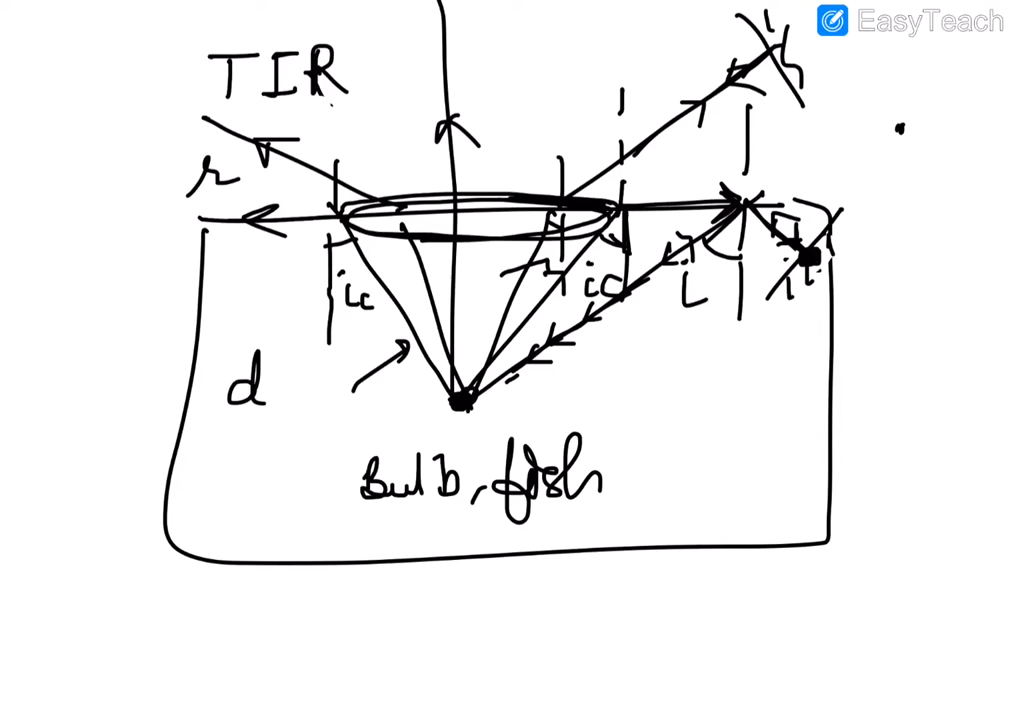 EasyTeach
TIR
r
ic
ic
i
d
Bulb, fish